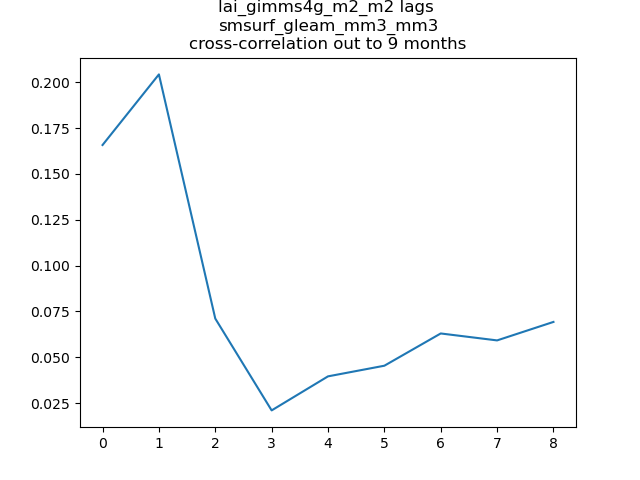 lai_gimms4g_m2_m2 lags
smsurf_gleam_mm3_mm3
cross-correlation out to 9 months
0.200
0.175
0.150
0.125
0.100
0.075
0.050
0.025
0 1 2 3 4 5 6 7 8